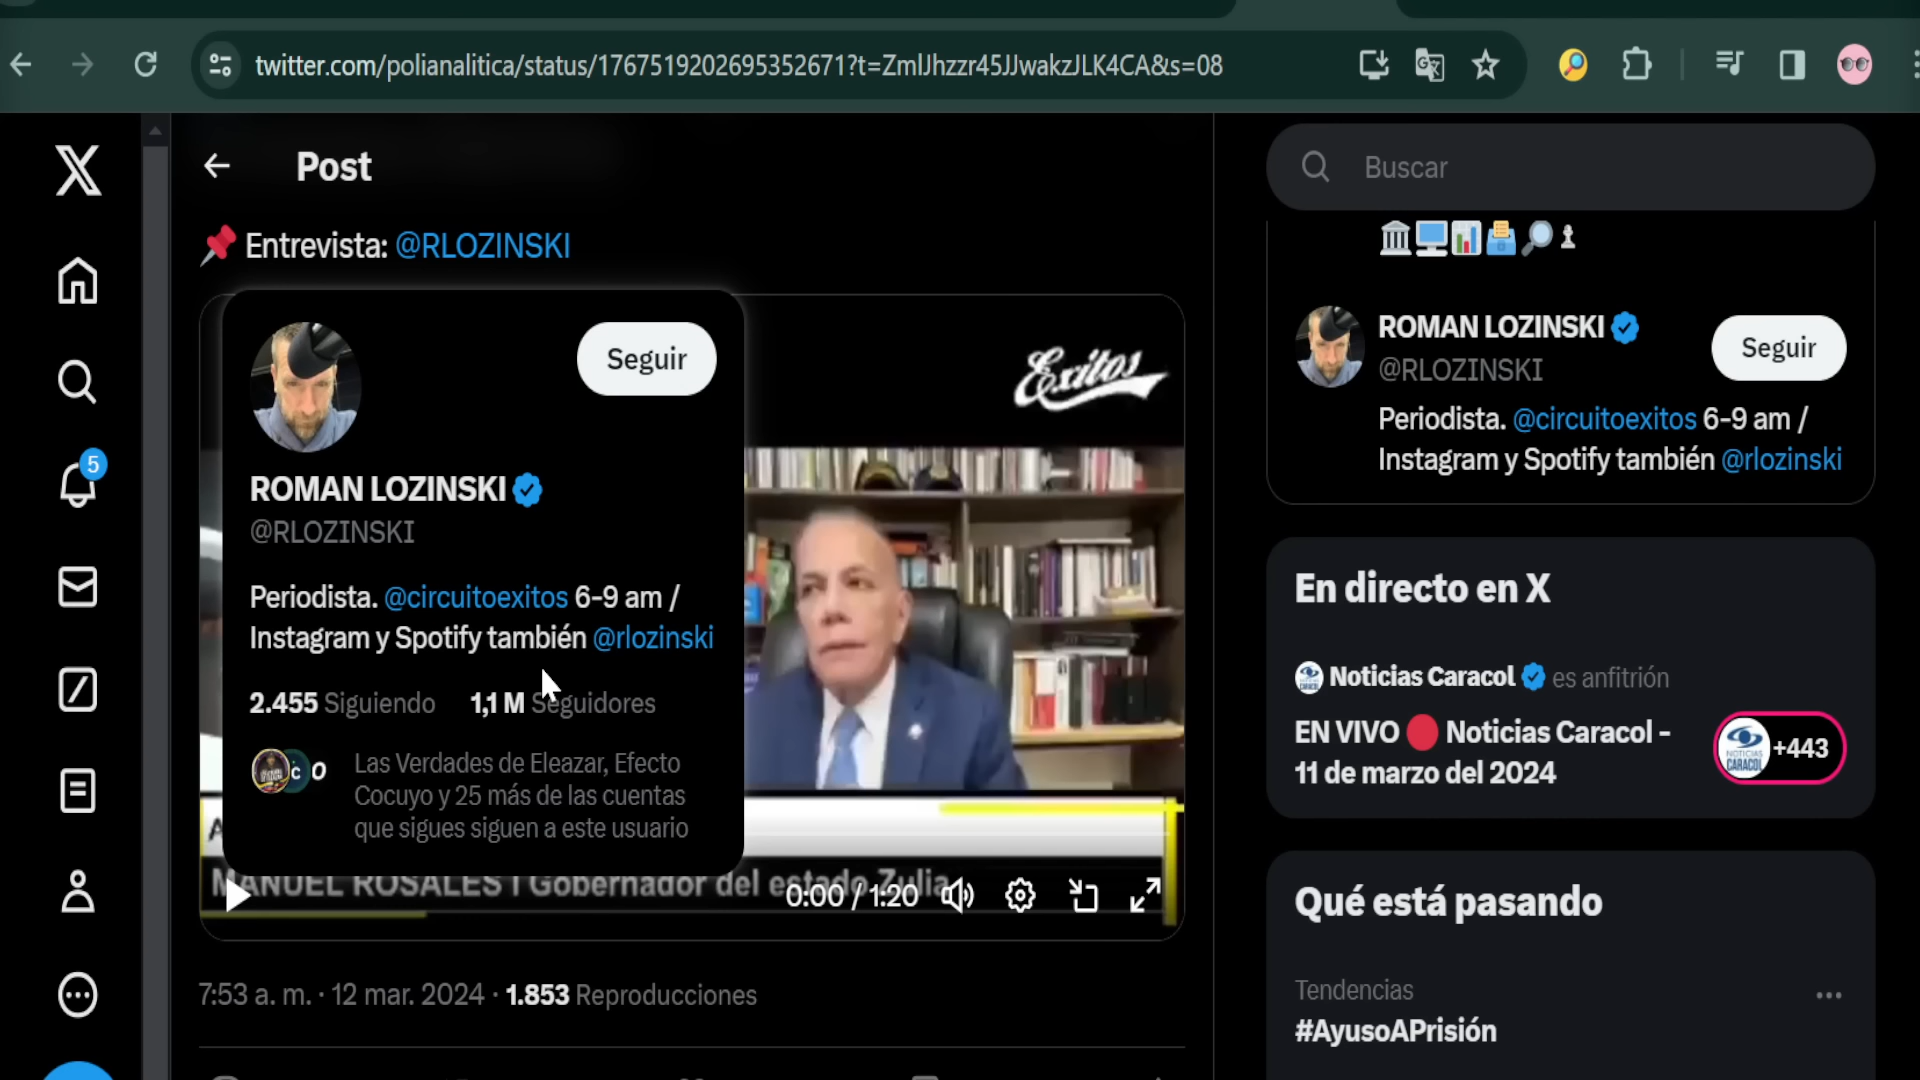 twitter.com/polianalitica/status/1767519202695352671?t=ZmlJhzzr45JJwakzJLK4CA&s=08
Post
Buscar
Entrevista: @RLOZINSKI
Seguir
ROMAN LOZINSKI
@RLOZINSKI
Periodista. @circuitoexitos 6-9 am /
Instagram y Spotify también @rlozinski
2.455 Siguiendo 1,1 M Seguidores
Las Verdades de Eleazar, Efecto
Cocuyo y 25 más de las cuentas
que sigues siguen a este usuario
Exitos
MANUEL ROSALES | Gobernador del estado Zulia
0:00 / 1:20
7:53 a. m. · 12 mar. 2024 · 1.853 Reproducciones
5
ROMAN LOZINSKI
@RLOZINSKI
Seguir
Periodista. @circuitoexitos 6-9 am /
Instagram y Spotify también @rlozinski
En directo en X
Noticias Caracol es anfitrión
EN VIVO Noticias Caracol -
11 de marzo del 2024
NOTICIAS
CARACOL
+443
Qué está pasando
Tendencias
#AyusoAPrisión